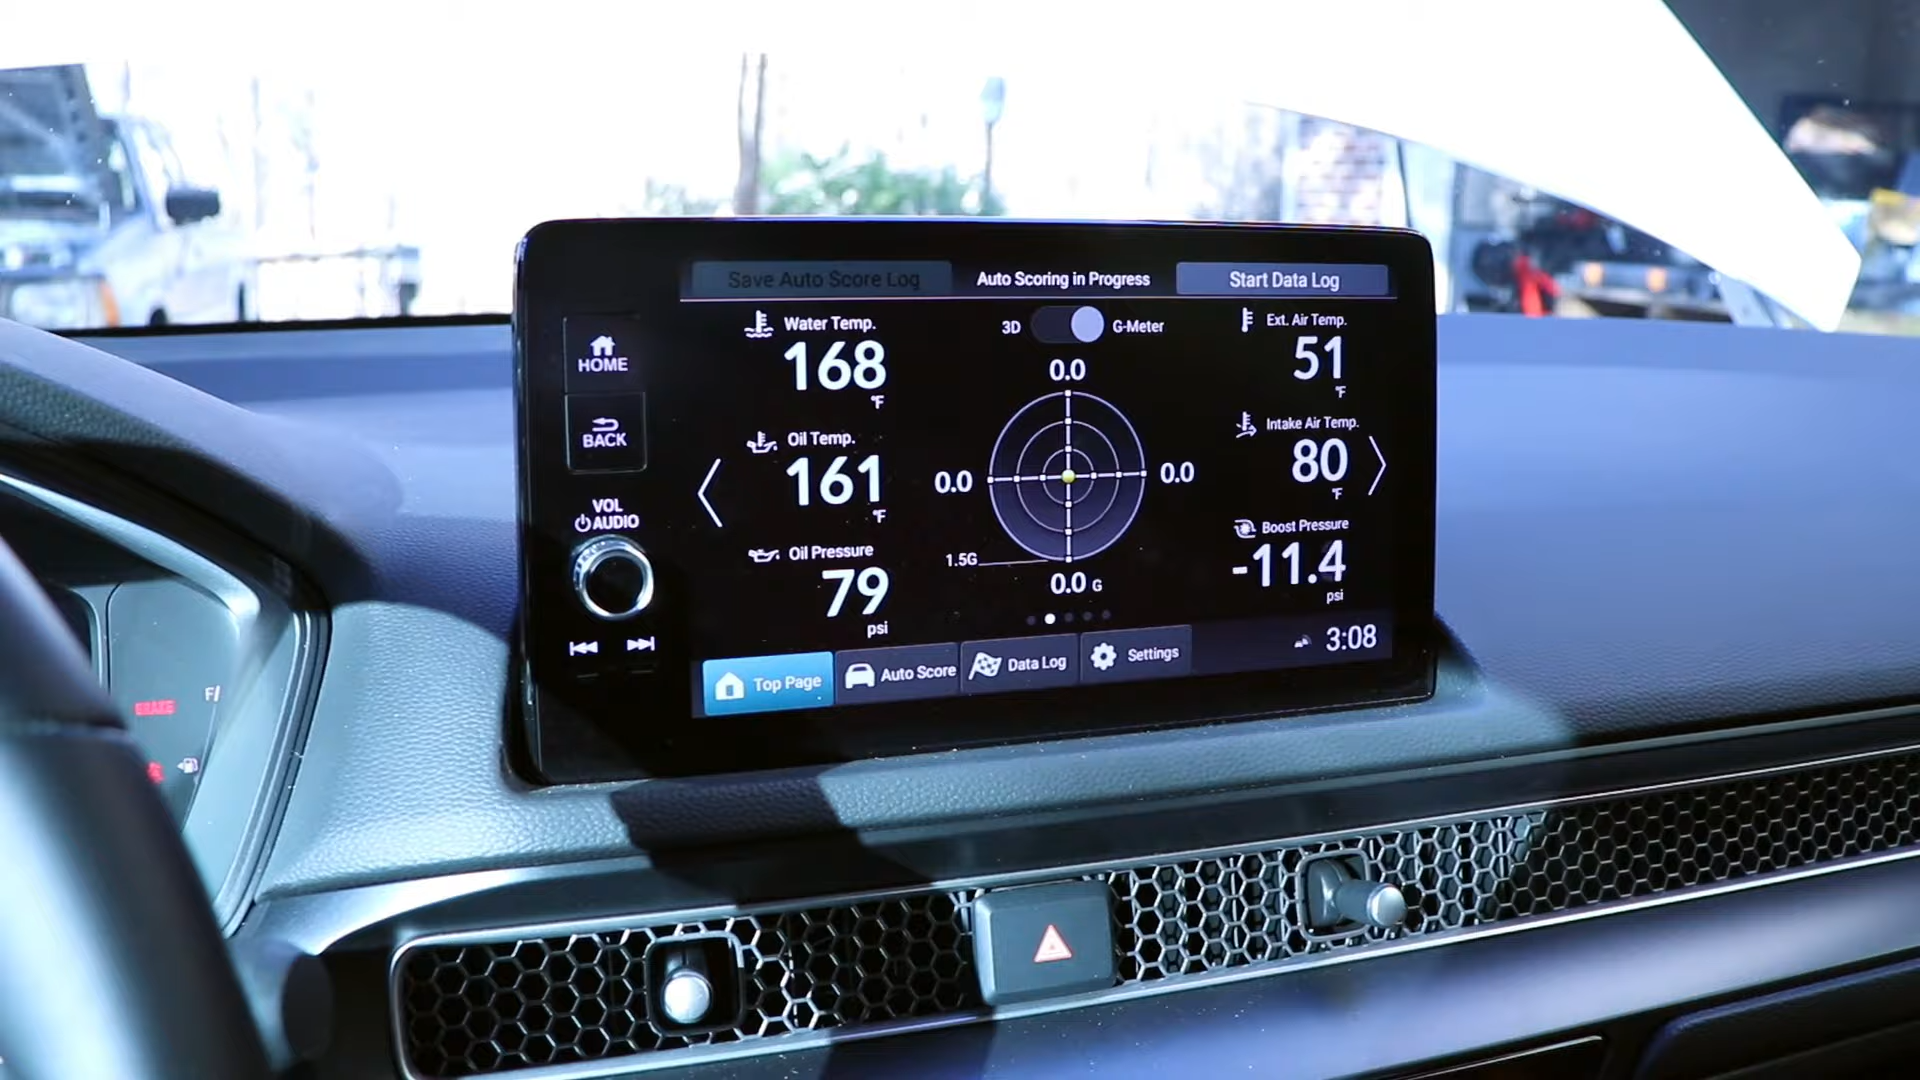 Save Auto Score Log
Auto Scoring in Progress
Start Data Log
HOME
BACK
VOL
AUDIO
Water Temp.
168
°F
Oil Temp.
161
°F
Oil Pressure
79
psi
3D
G-Meter
0.0
0.0
0.0
1.5G
0.0 G
Ext. Air Temp.
51
°F
Intake Air Temp.
80
°F
Boost Pressure
-11.4
psi
Top Page
Auto Score
Data Log
Settings
3:08
F
BRAKE